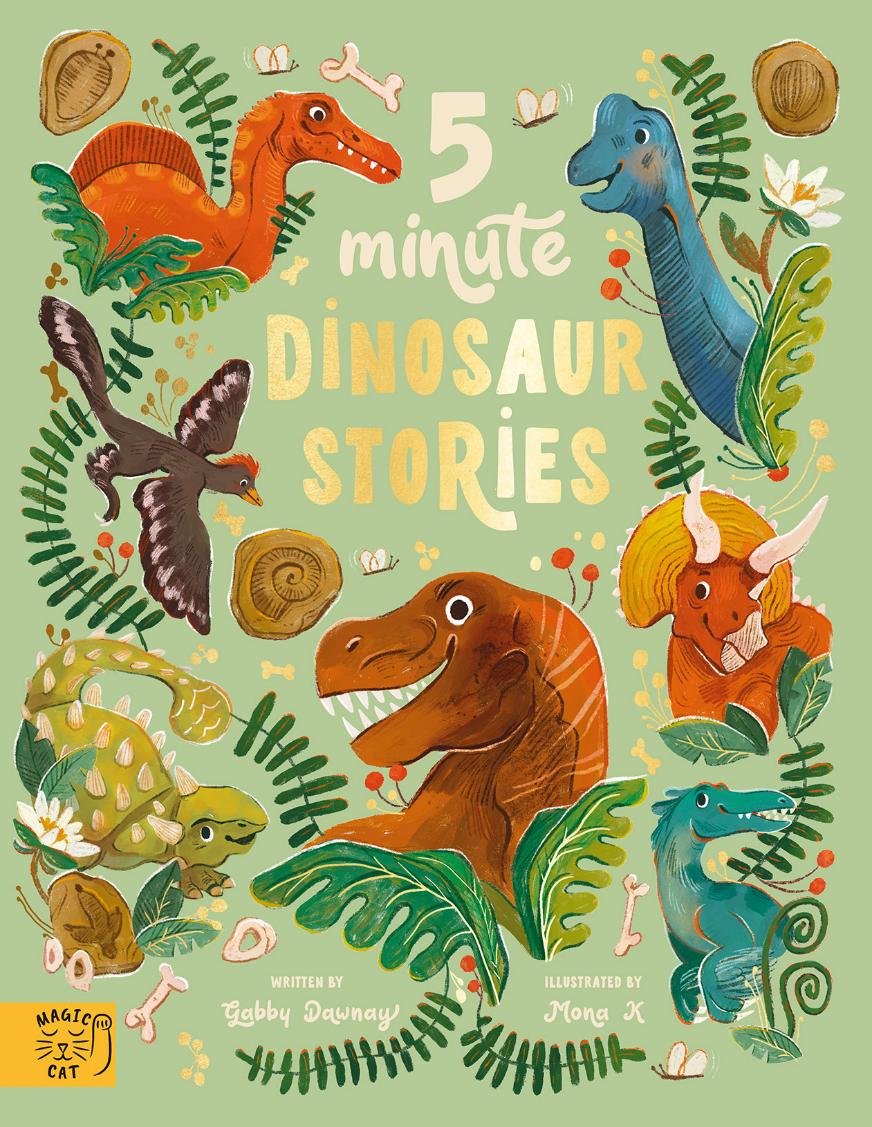 5
minute
DiNOSAUR
STORiES
WRITTEN BY
Gabby Dawnay
ILLUSTRATED BY
Mona K
MAGIC
CAT